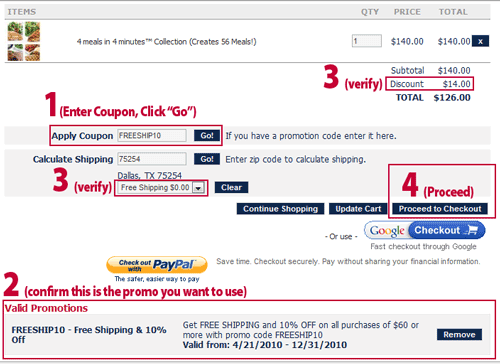 ITEMS QTY PRICE TOTAL
4 meals in 4 minutes™ Collection (Creates 56 Meals!) 1 $140.00 $140.00 x
Subtotal $140.00
3 (verify) Discount $14.00
TOTAL $126.00
1 (Enter Coupon, Click “Go”)
Apply Coupon FREESHIP10 Go! If you have a promotion code enter it here.
Calculate Shipping 75254 Go! Enter zip code to calculate shipping.
Dallas, TX 75254
3 (verify) Free Shipping $0.00 Clear
4 (Proceed)
Continue Shopping Update Cart Proceed to Checkout
- Or use - Google Checkout
Fast checkout through Google
Check out with PayPal Save time. Checkout securely. Pay without sharing your financial information.
The safer, easier way to pay
2 (confirm this is the promo you want to use)
Valid Promotions
FREESHIP10 - Free Shipping & 10% Off
Get FREE SHIPPING and 10% OFF on all purchases of $60 or
more with promo code FREESHIP10
Valid from: 4/21/2010 - 12/31/2010
Remove